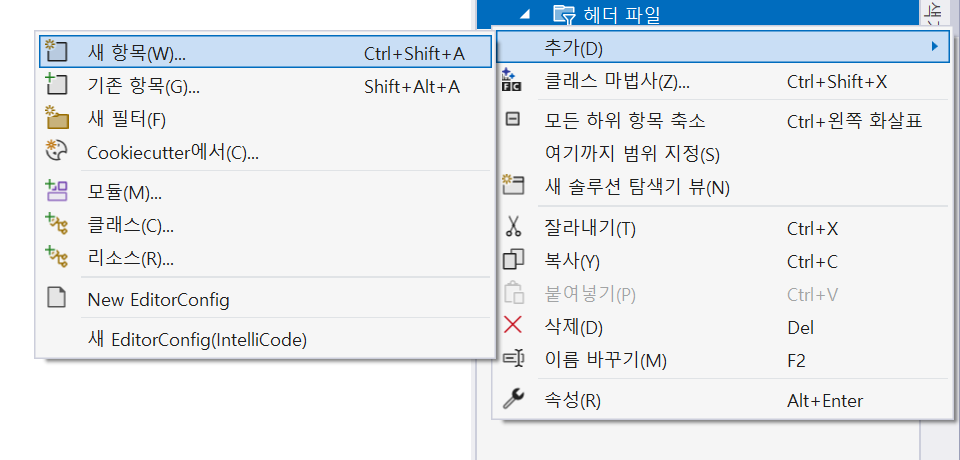 헤더 파일
새 항목(W)... Ctrl+Shift+A
기존 항목(G)... Shift+Alt+A
새 필터(F)
Cookiecutter에서(C)...
모듈(M)...
클래스(C)...
리소스(R)...
New EditorConfig
새 EditorConfig(IntelliCode)
추가(D)
클래스 마법사(Z)... Ctrl+Shift+X
모든 하위 항목 축소 Ctrl+왼쪽 화살표
여기까지 범위 지정(S)
새 솔루션 탐색기 뷰(N)
잘라내기(T) Ctrl+X
복사(Y) Ctrl+C
붙여넣기(P) Ctrl+V
삭제(D) Del
이름 바꾸기(M) F2
속성(R) Alt+Enter